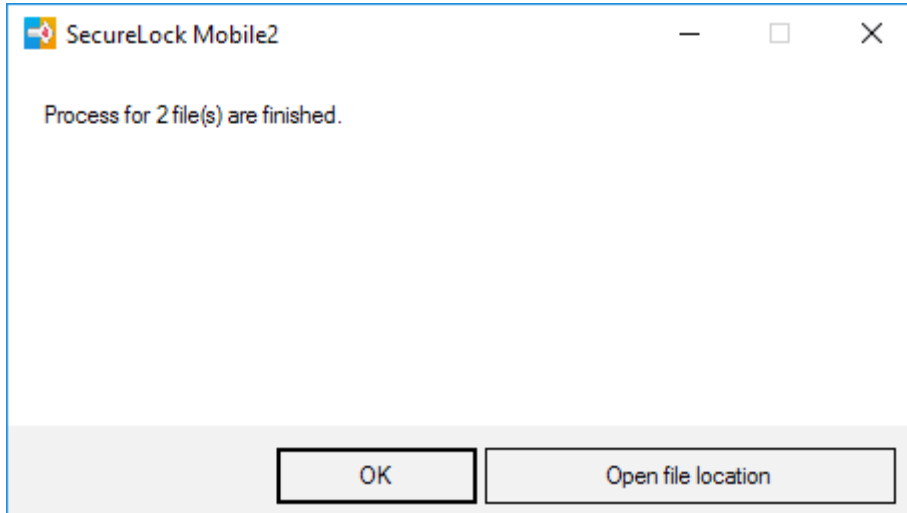 SecureLock Mobile2
Process for 2 file(s) are finished.
OK
Open file location